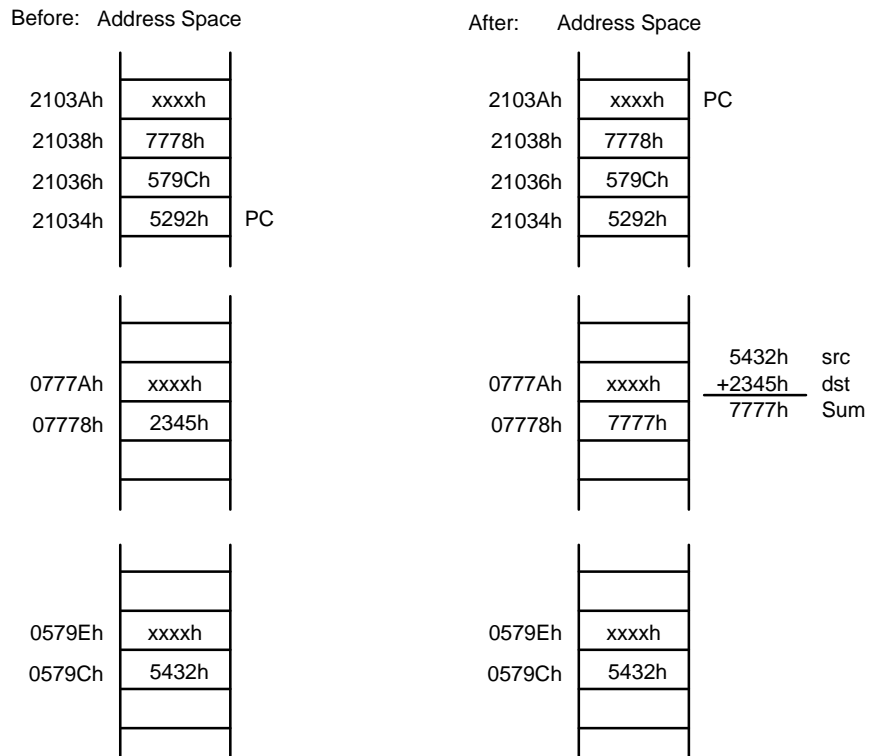 Before: Address Space
2103Ah xxxxh
21038h 7778h
21036h 579Ch
21034h 5292h PC
0777Ah xxxxh
07778h 2345h
0579Eh xxxxh
0579Ch 5432h
After: Address Space
2103Ah xxxxh PC
21038h 7778h
21036h 579Ch
21034h 5292h
0777Ah xxxxh
07778h 7777h
5432h src
+2345h dst
7777h Sum
0579Eh xxxxh
0579Ch 5432h